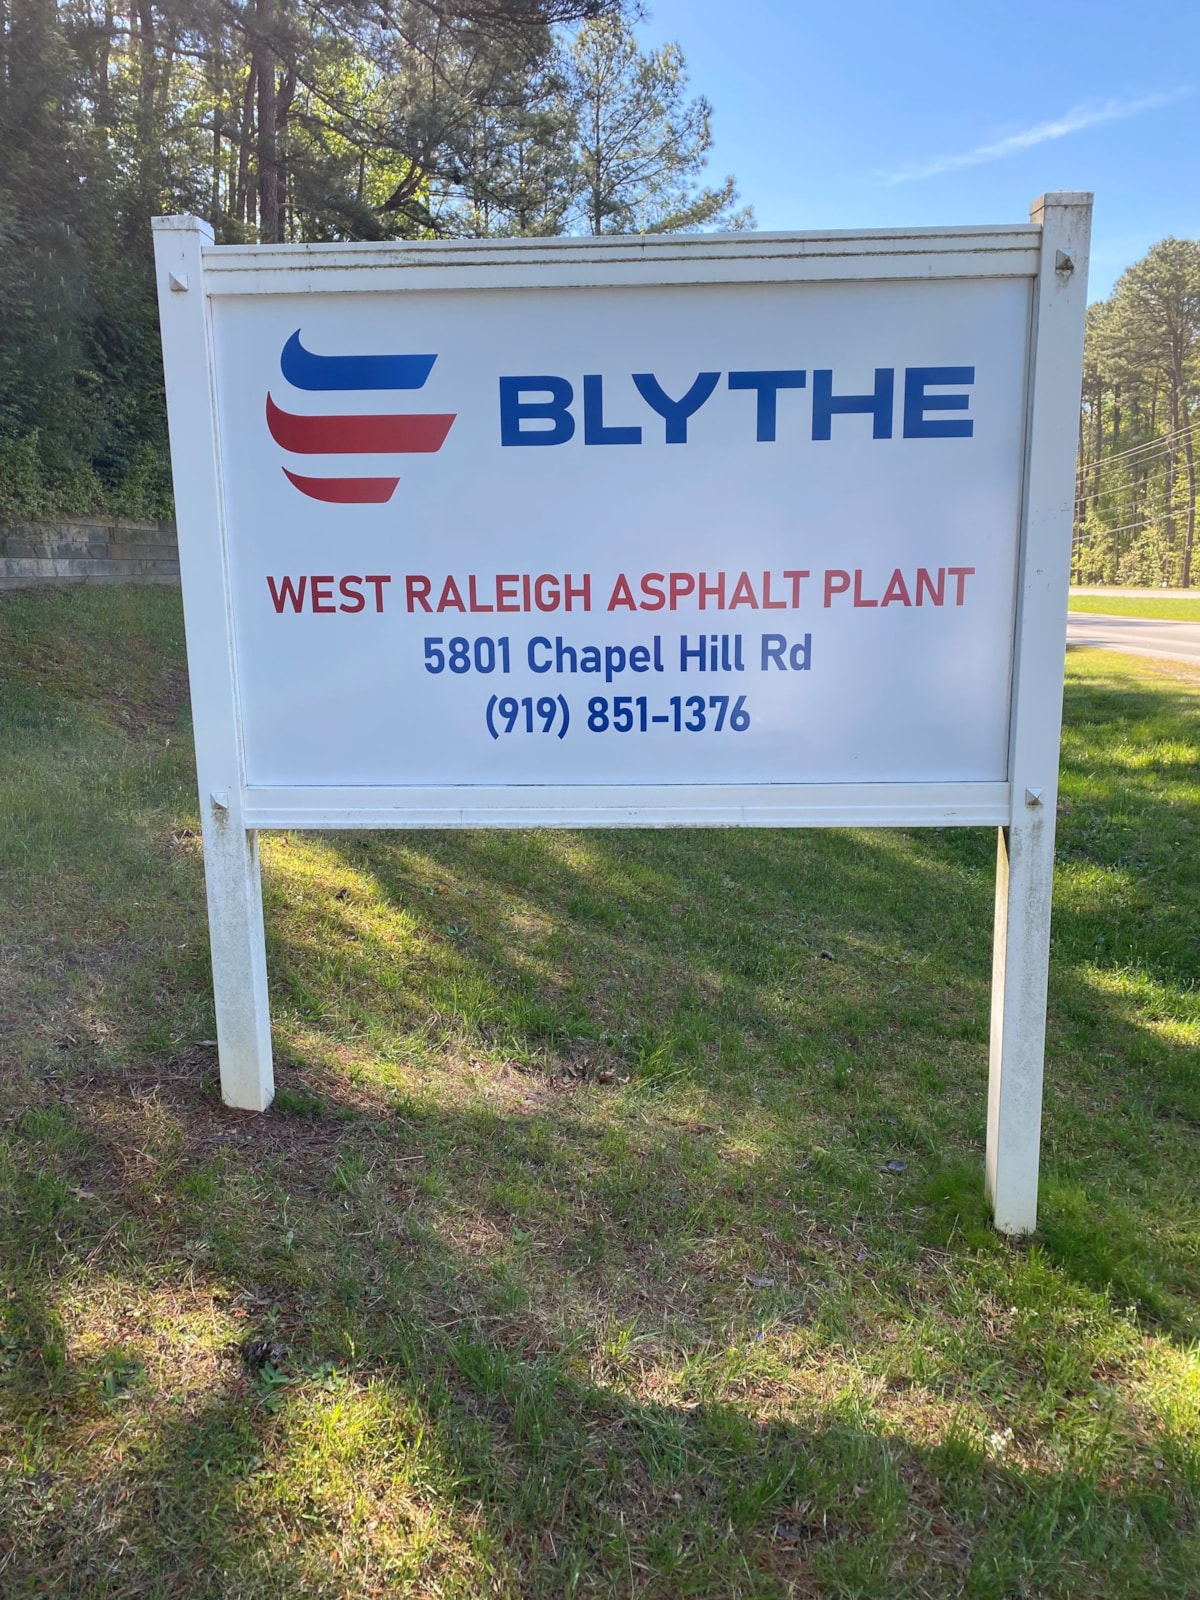 BLYTHE
WEST RALEIGH ASPHALT PLANT
5801 Chapel Hill Rd
(919) 851-1376